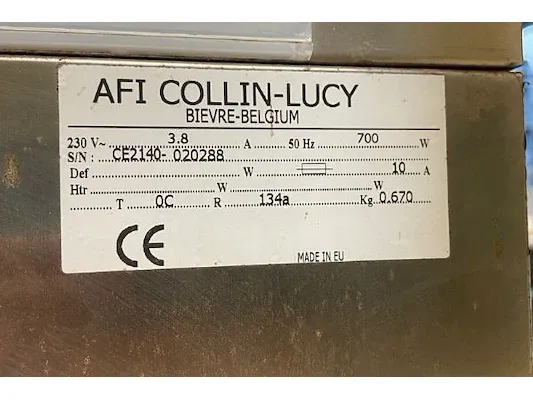 AFI COLLIN-LUCY
BIEVRE-BELGIUM
230 V~ 3.8 A 50 Hz 700 W
S/N : CE2140- 020288
Def W 10 A
Htr W W
T 0C R 134a Kg 0.670
CE
MADE IN EU